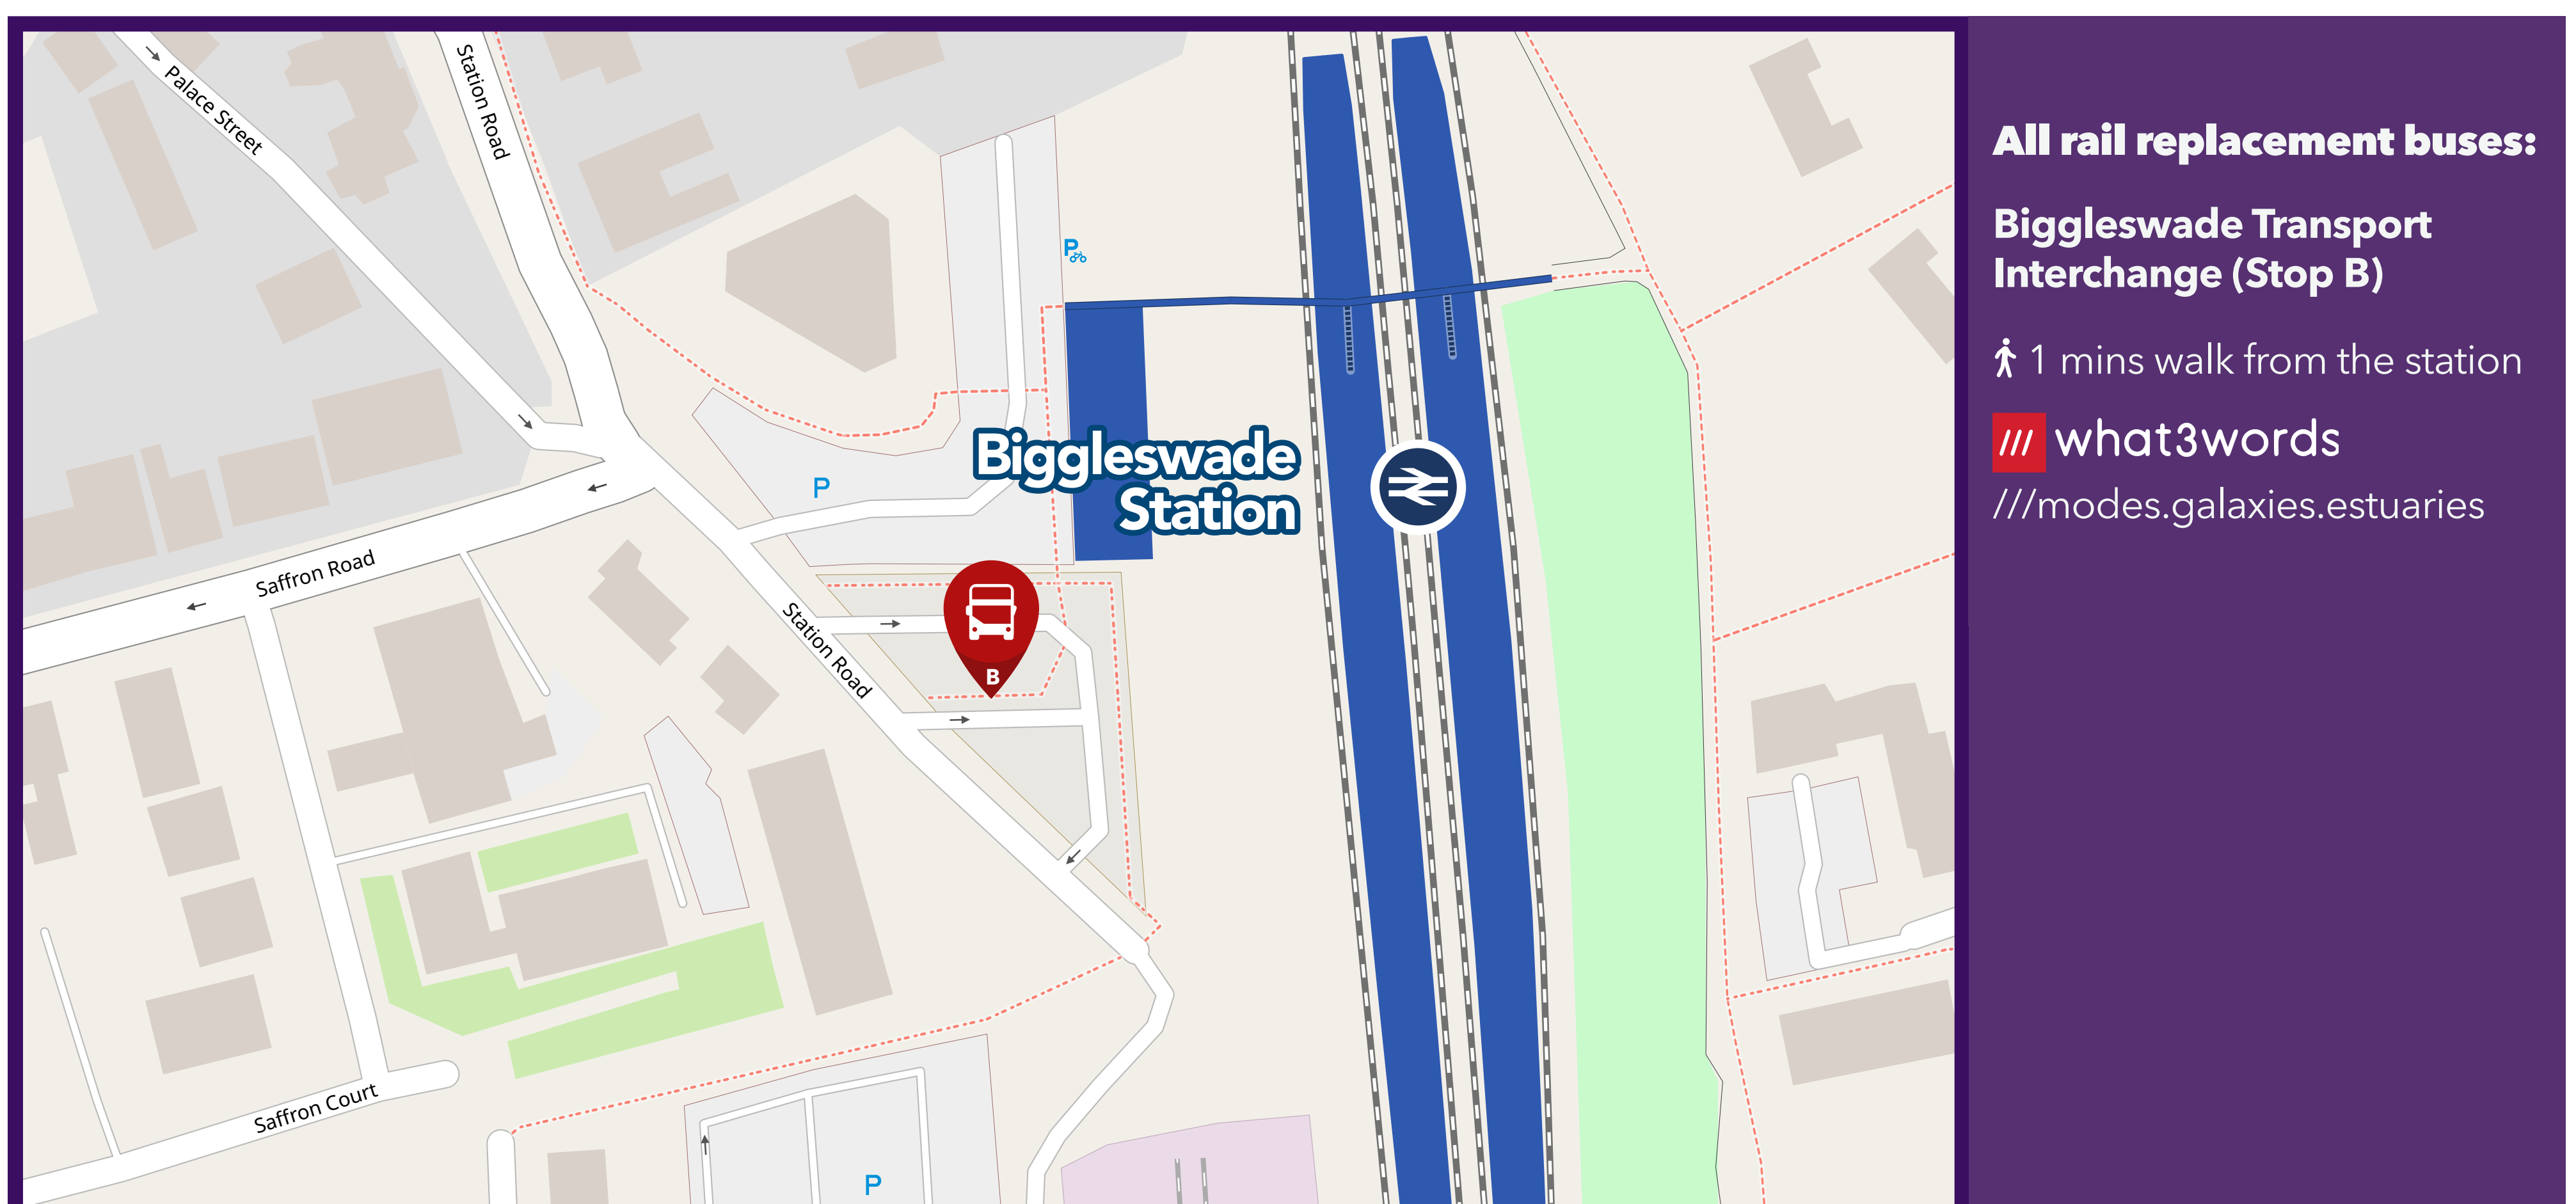 Palace Street
Station Road
P
Biggleswade
Station
P
Saffron Road
Station Road
B
Saffron Court
P
All rail replacement buses:
Biggleswade Transport
Interchange (Stop B)
1 mins walk from the station
/// what3words
///modes.galaxies.estuaries